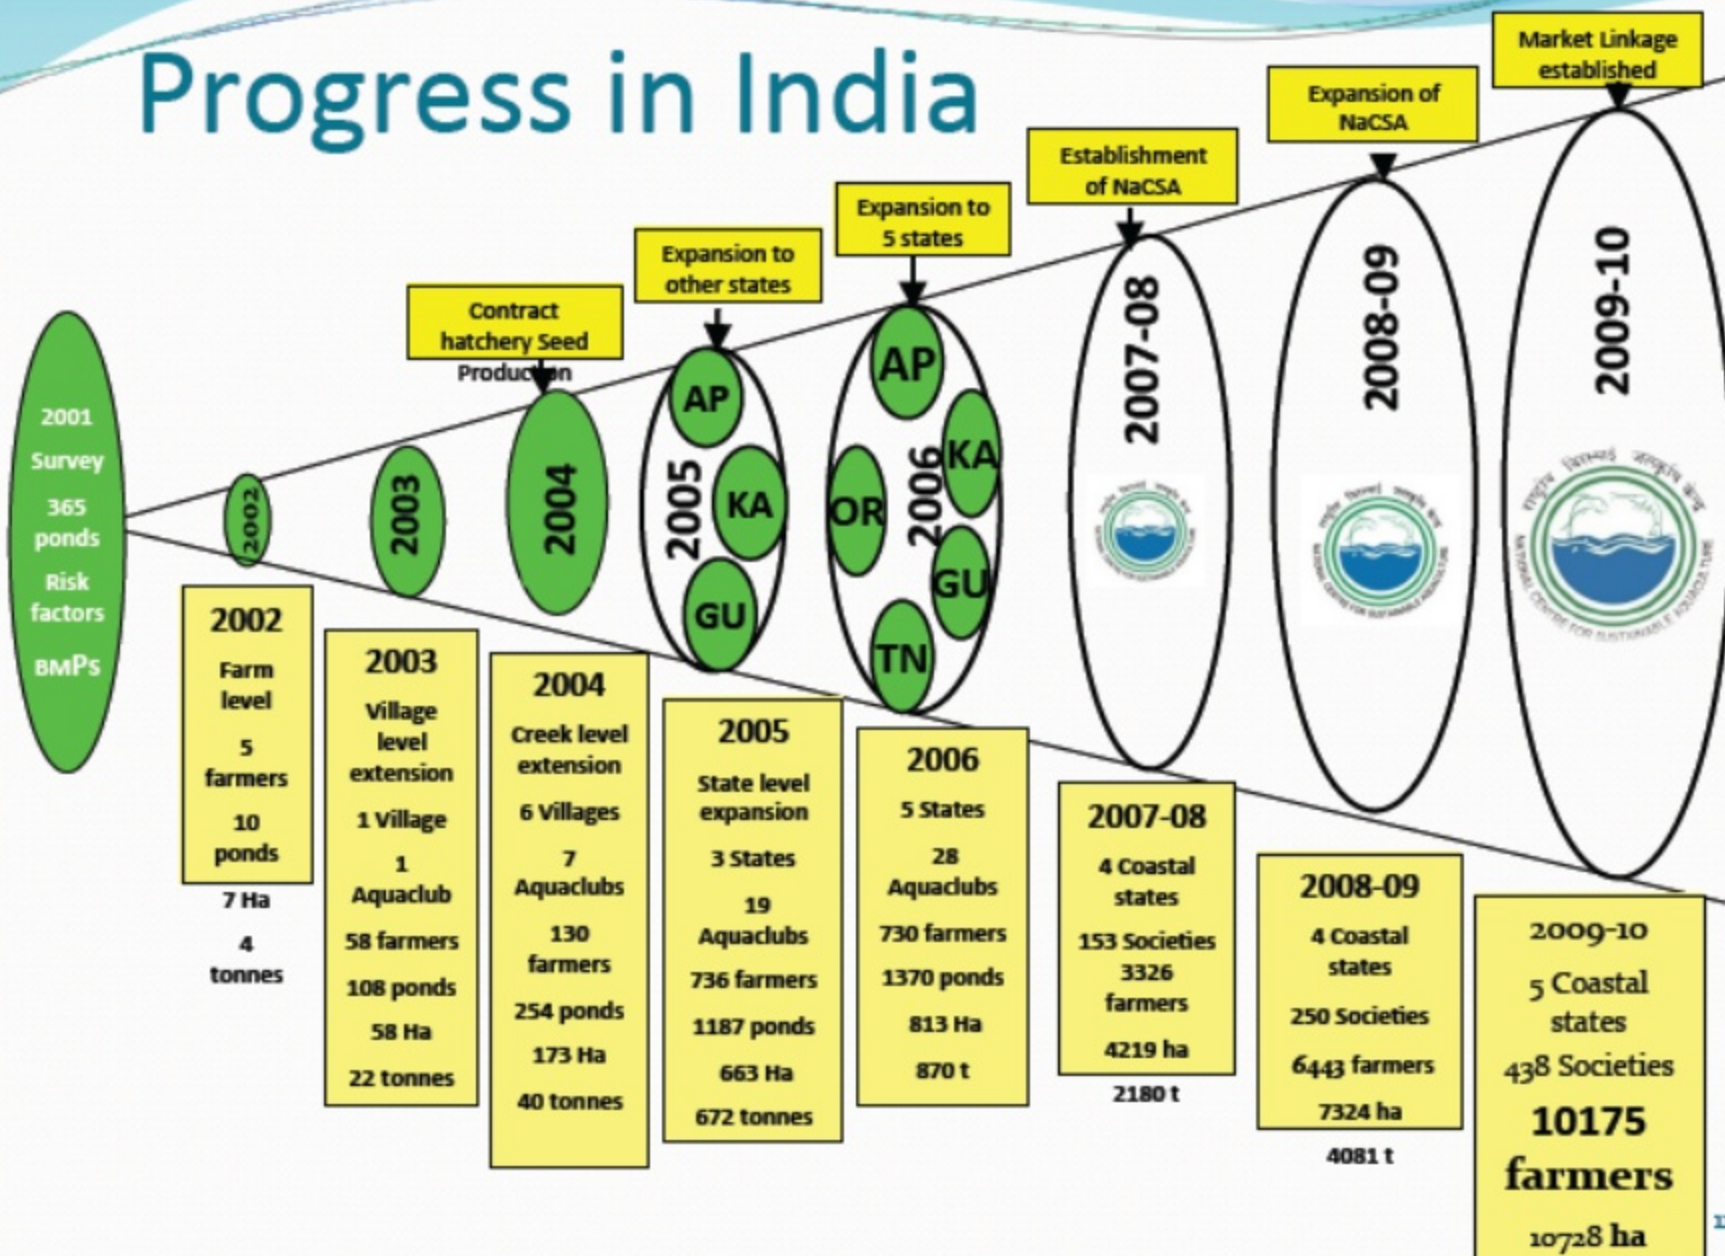 Progress in India
Market Linkage
established
Expansion of
NaCSA
Establishment
of NaCSA
Expansion to
5 states
Expansion to
other states
Contract
hatchery Seed
Production
2001
Survey
365
ponds
Risk
factors
BMPs
2002
2003
2004
AP
2005
KA
GU
AP
KA
OR
2006
GU
TN
2007-08
2008-09
2009-10
NATIONAL CENTRE FOR SUSTAINABLE AQUACULTURE
2002
Farm
level
5
farmers
10
ponds
7 Ha
4
tonnes
2003
Village
level
extension
1 Village
1
Aquaclub
58 farmers
108 ponds
58 Ha
22 tonnes
2004
Creek level
extension
6 Villages
7
Aquaclubs
130
farmers
254 ponds
173 Ha
40 tonnes
2005
State level
expansion
3 States
19
Aquaclubs
736 farmers
1187 ponds
663 Ha
672 tonnes
2006
5 States
28
Aquaclubs
730 farmers
1370 ponds
813 Ha
870 t
2007-08
4 Coastal
states
153 Societies
3326
farmers
4219 ha
2180 t
2008-09
4 Coastal
states
250 Societies
6443 farmers
7324 ha
4081 t
2009-10
5 Coastal
states
438 Societies
10175
farmers
10728 ha